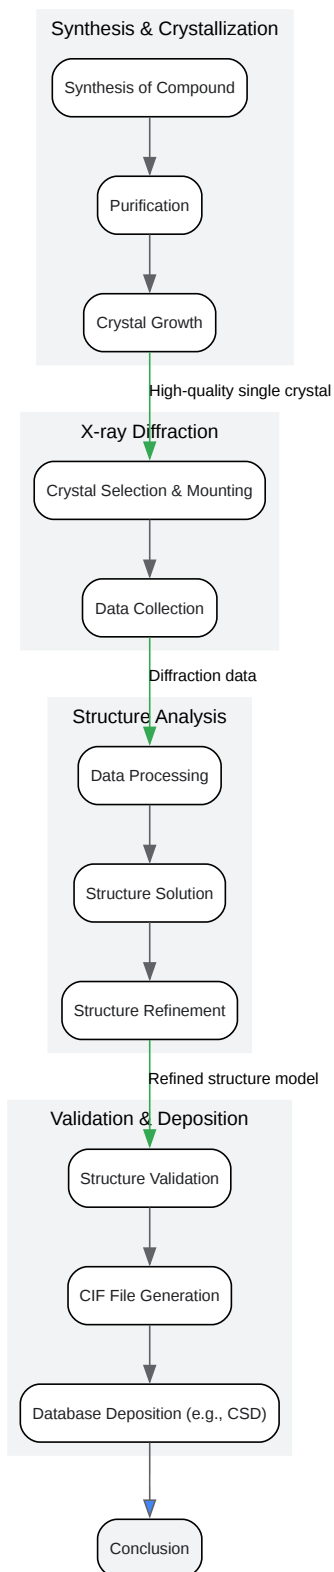 Synthesis & Crystallization
Synthesis of Compound
Purification
Crystal Growth
High-quality single crystal
X-ray Diffraction
Crystal Selection & Mounting
Data Collection
Diffraction data
Structure Analysis
Data Processing
Structure Solution
Structure Refinement
Refined structure model
Validation & Deposition
Structure Validation
CIF File Generation
Database Deposition (e.g., CSD)
Conclusion